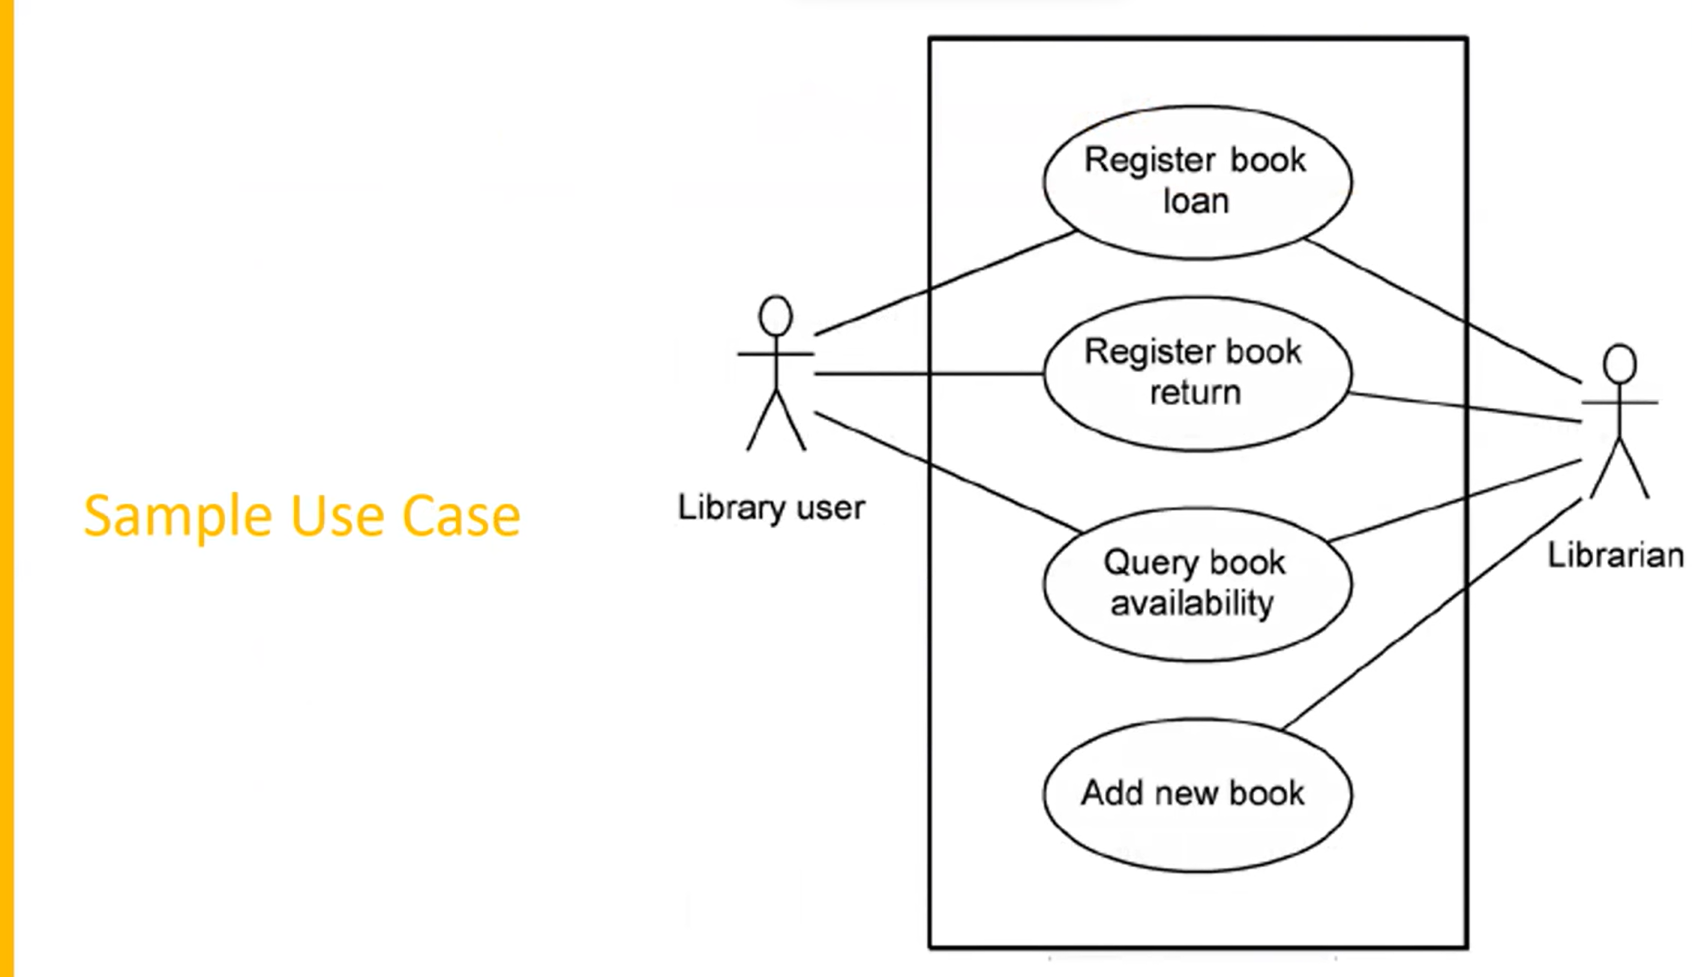 Sample Use Case
Library user
Register book
loan
Register book
return
Query book
availability
Add new book
Librarian